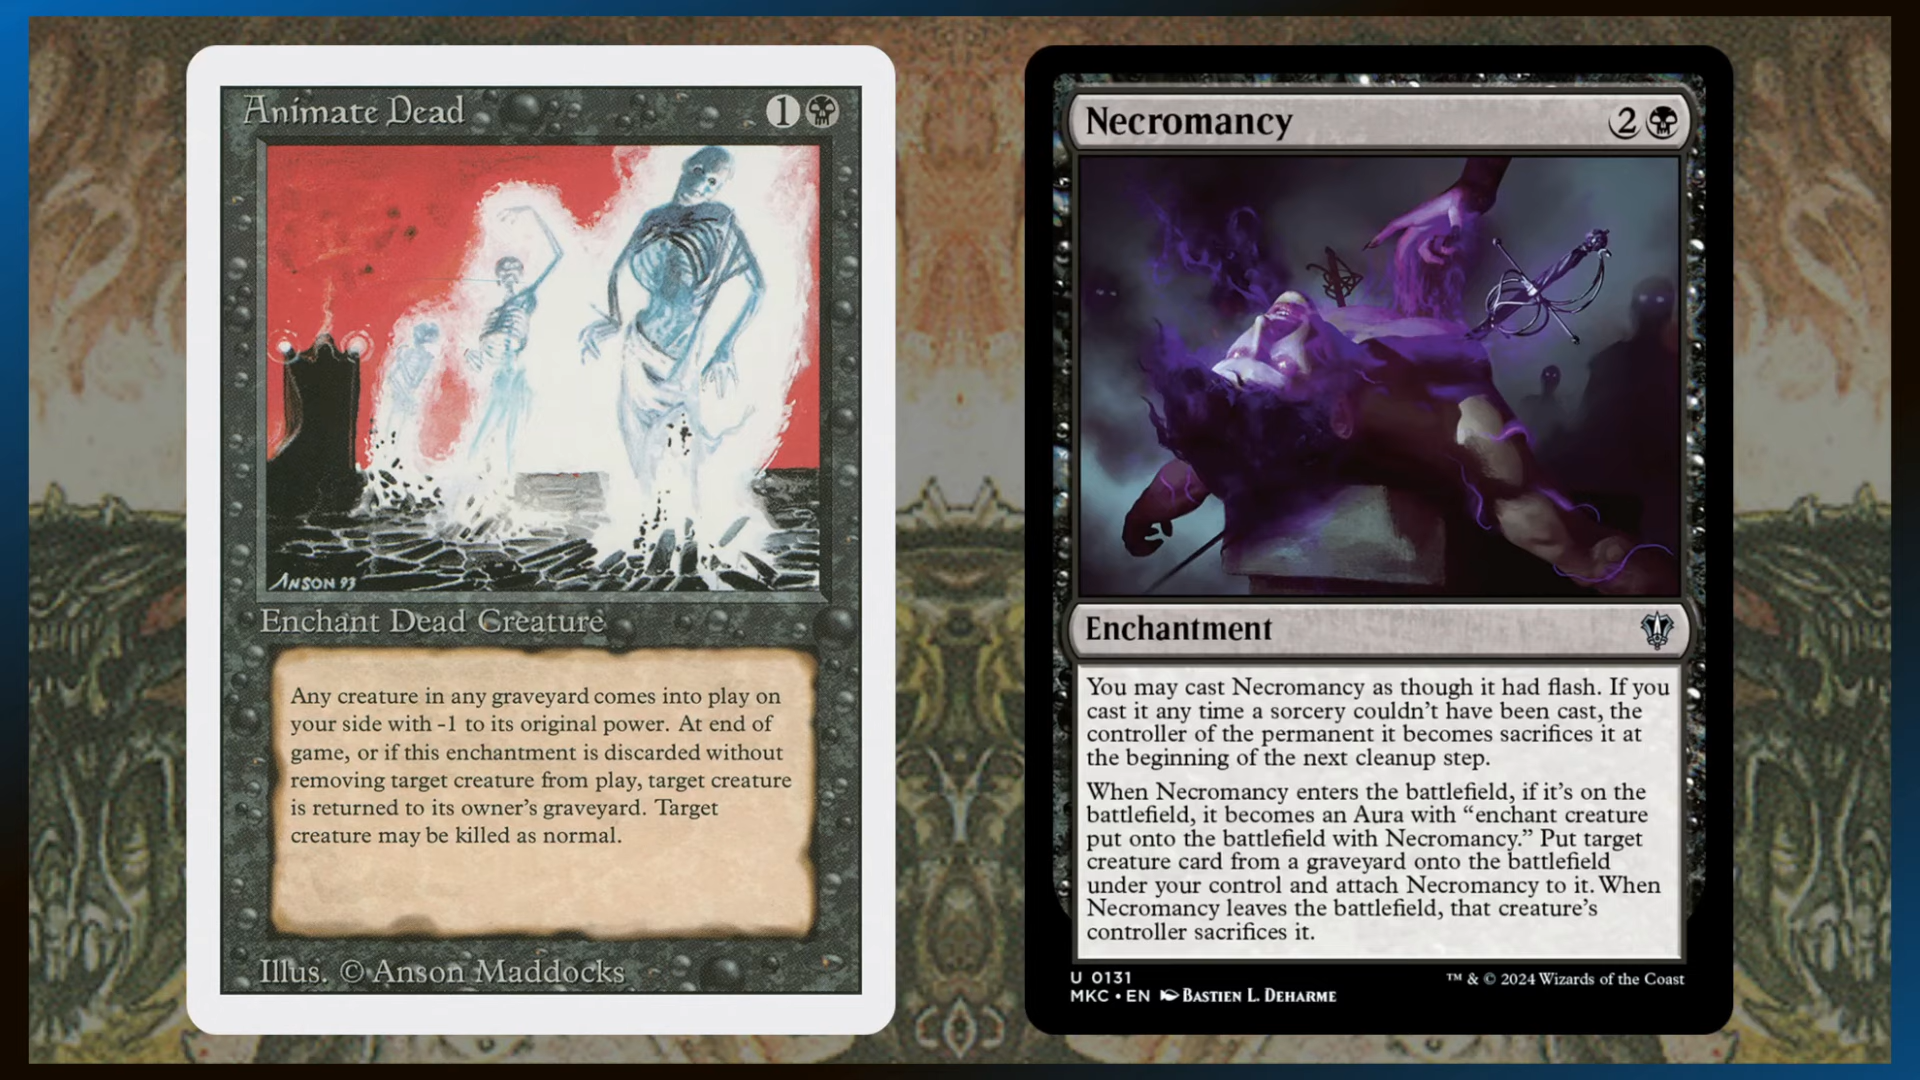 Animate Dead
1
ANSON 93
Enchant Dead Creature
Any creature in any graveyard comes into play on
your side with -1 to its original power. At end of
game, or if this enchantment is discarded without
removing target creature from play, target creature
is returned to its owner's graveyard. Target
creature may be killed as normal.
Illus. © Anson Maddocks
Necromancy
2
Enchantment
You may cast Necromancy as though it had flash. If you
cast it any time a sorcery couldn't have been cast, the
controller of the permanent it becomes sacrifices it at
the beginning of the next cleanup step.
When Necromancy enters the battlefield, if it's on the
battlefield, it becomes an Aura with “enchant creature
put onto the battlefield with Necromancy.” Put target
creature card from a graveyard onto the battlefield
under your control and attach Necromancy to it. When
Necromancy leaves the battlefield, that creature's
controller sacrifices it.
U 0131
MKC • EN BASTIEN L. DEHARME
™ & © 2024 Wizards of the Coast